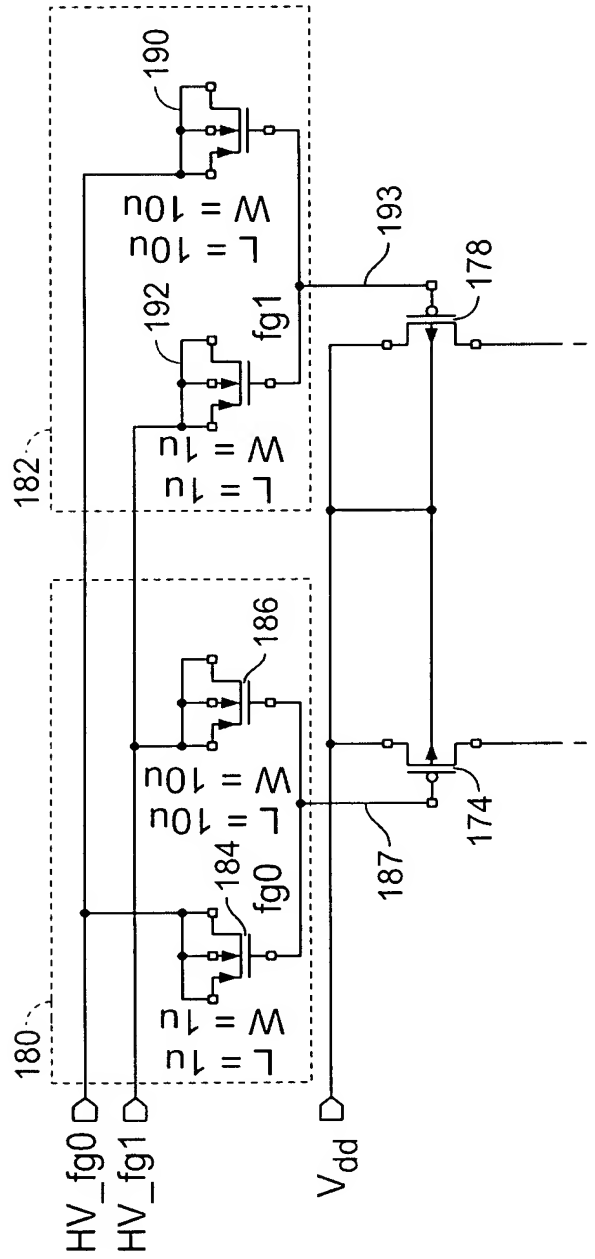 HV_fg0
HV_fg1
Vdd
180
W = 1u
L = 1u
184
fg0
W = 10u
L = 10u
186
187
174
182
W = 1u
L = 1u
192
fg1
W = 10u
L = 10u
190
193
178